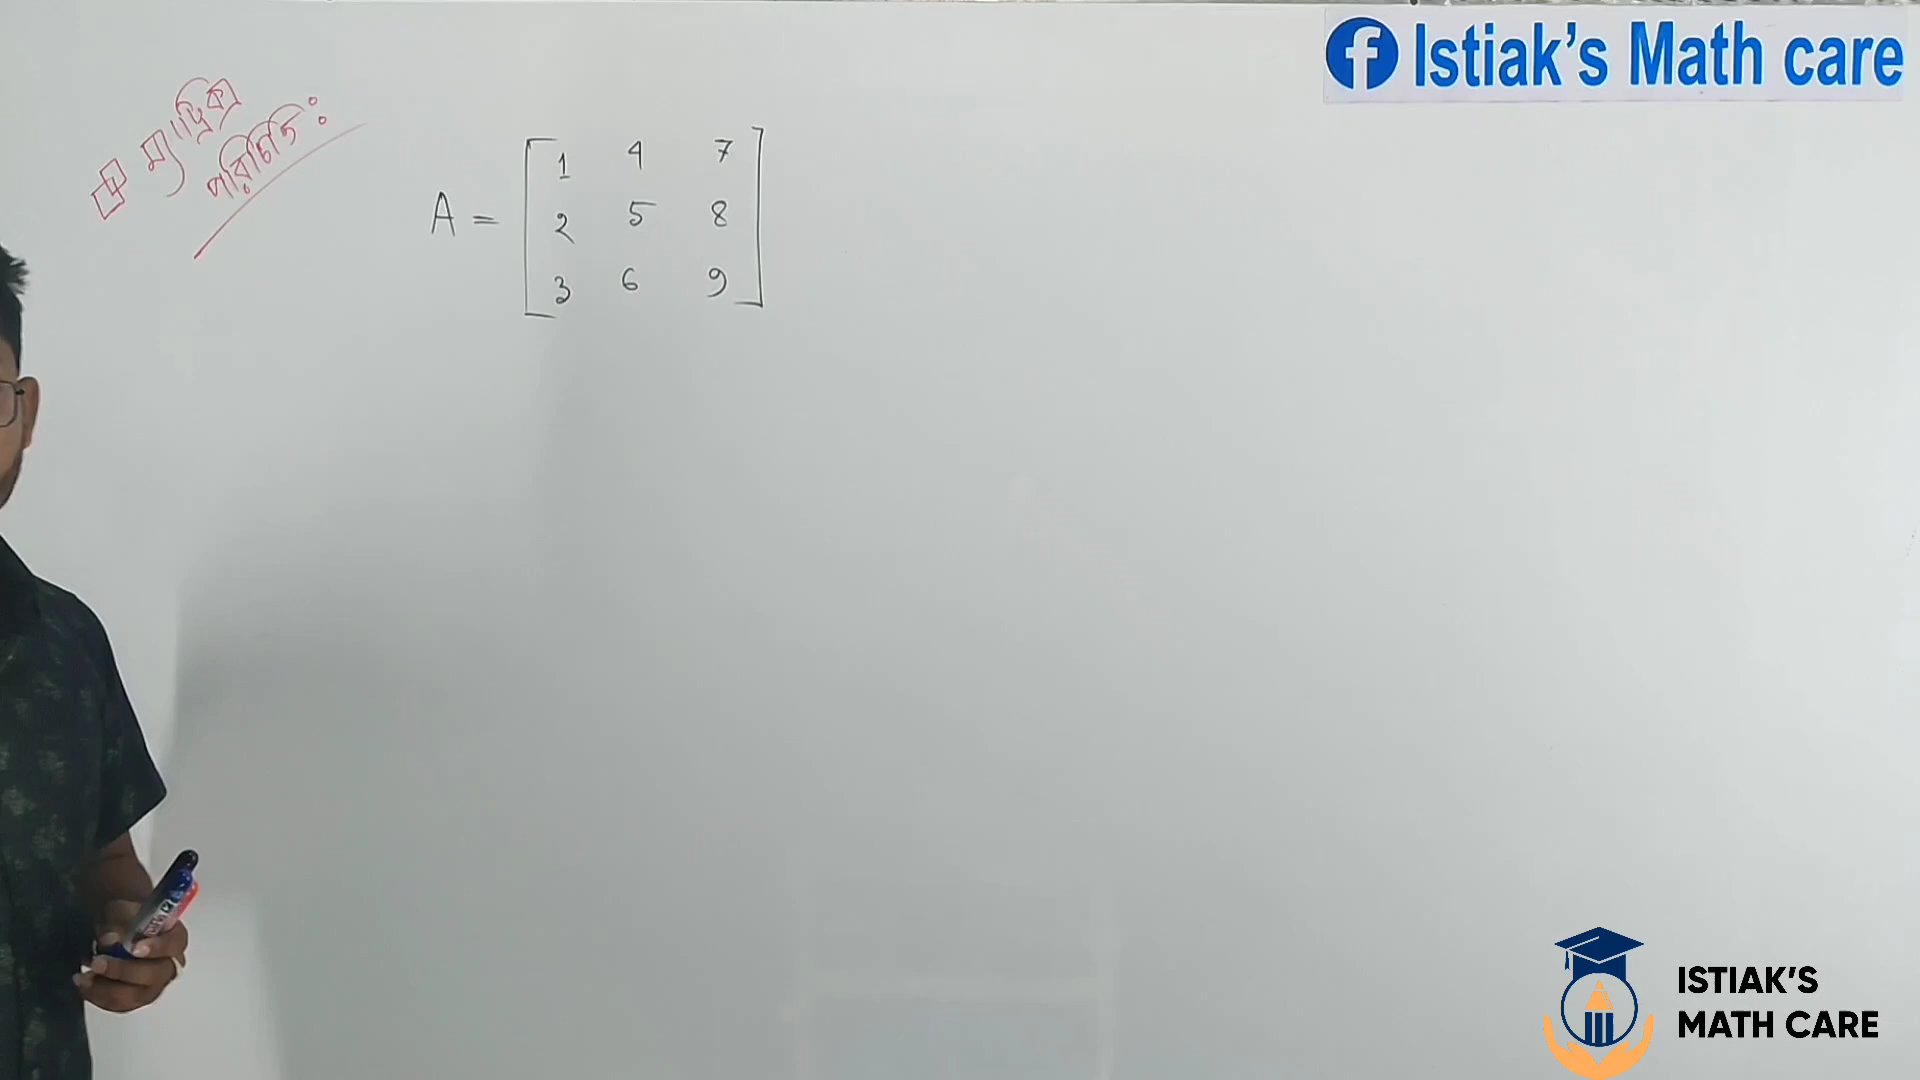 Istiak's Math care
ম্যাট্রিক্স
পরিচিতি:
A = [1 4 7
2 5 8
3 6 9]
ISTIAK'S
MATH CARE